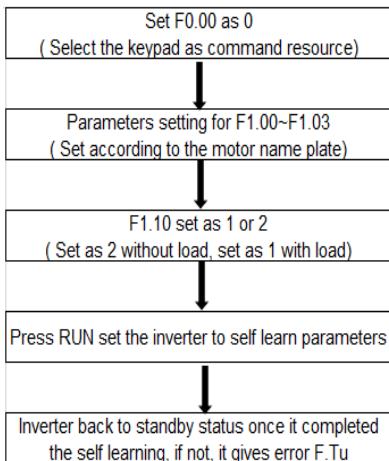 Set F0.00 as 0
( Select the keypad as command resource)
Parameters setting for F1.00~F1.03
( Set according to the motor name plate)
F1.10 set as 1 or 2
( Set as 2 without load, set as 1 with load)
Press RUN set the inverter to self learn parameters
Inverter back to standby status once it completed
the self learning, if not, it gives error F.Tu